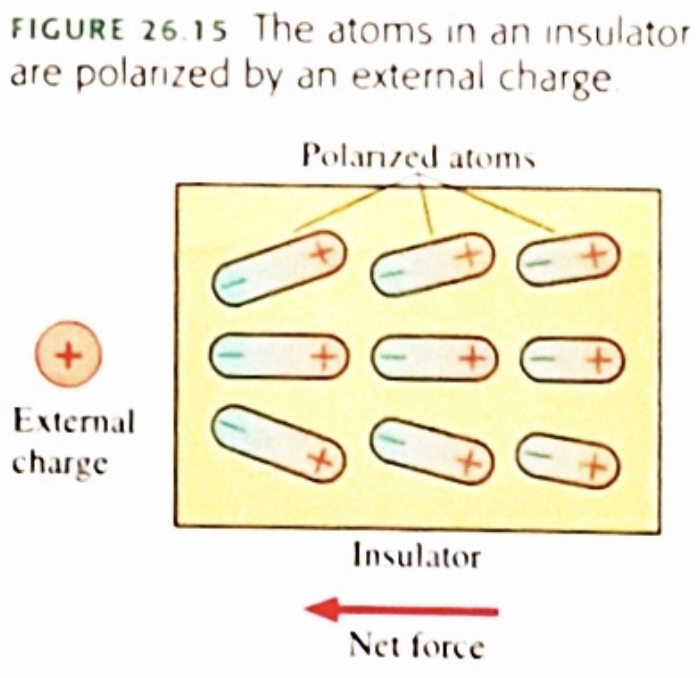 FIGURE 26.15 The atoms in an insulator
are polarized by an external charge.
Polarized atoms
− + − + − +
+ − + − + − +
− + − + − +
External
charge
Insulator
Net force